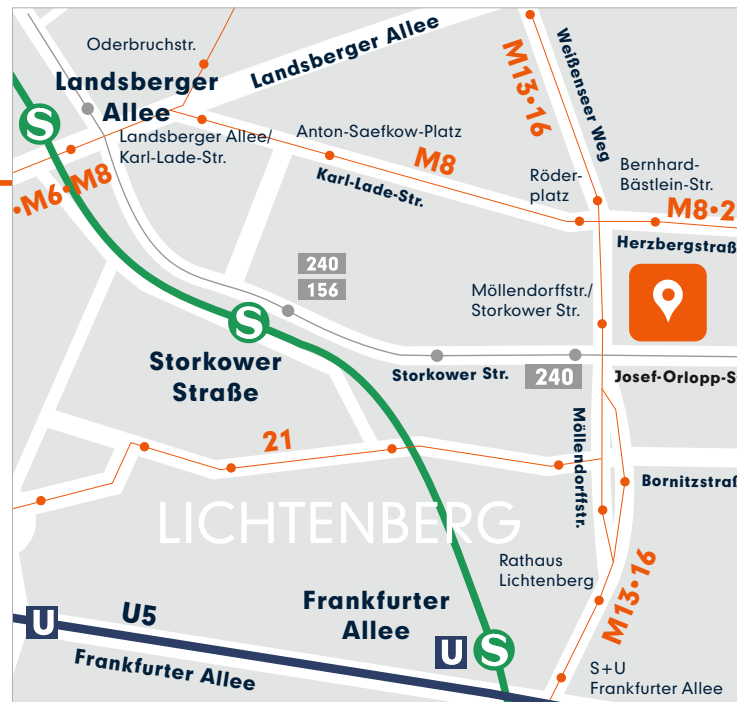 Oderbruchstr.
Landsberger Allee
Weißenseer Weg
M13•16
Landsberger
Allee
S
Landsberger Allee/
Karl-Lade-Str.
Anton-Saefkow-Platz
M8
Karl-Lade-Str.
•M6•M8
Röder-
platz
Bernhard-
Bästlein-Str.
M8•2
Herzbergstraß
240
156
Möllendorffstr./
Storkower Str.
S
Storkower
Straße
Storkower Str.
240
Josef-Orlopp-S
21
Möllendorffstr.
Bornitzstraß
LICHTENBERG
Rathaus
Lichtenberg
M13•16
Frankfurter
Allee
U
S
U
U5
Frankfurter Allee
S+U
Frankfurter Allee